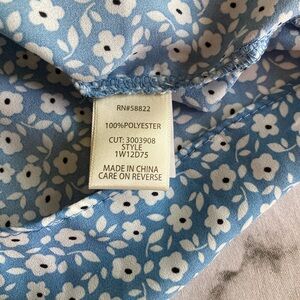 RN#58822
100%POLYESTER
CUT: 3003908
STYLE
1W12D75
MADE IN CHINA
CARE ON REVERSE